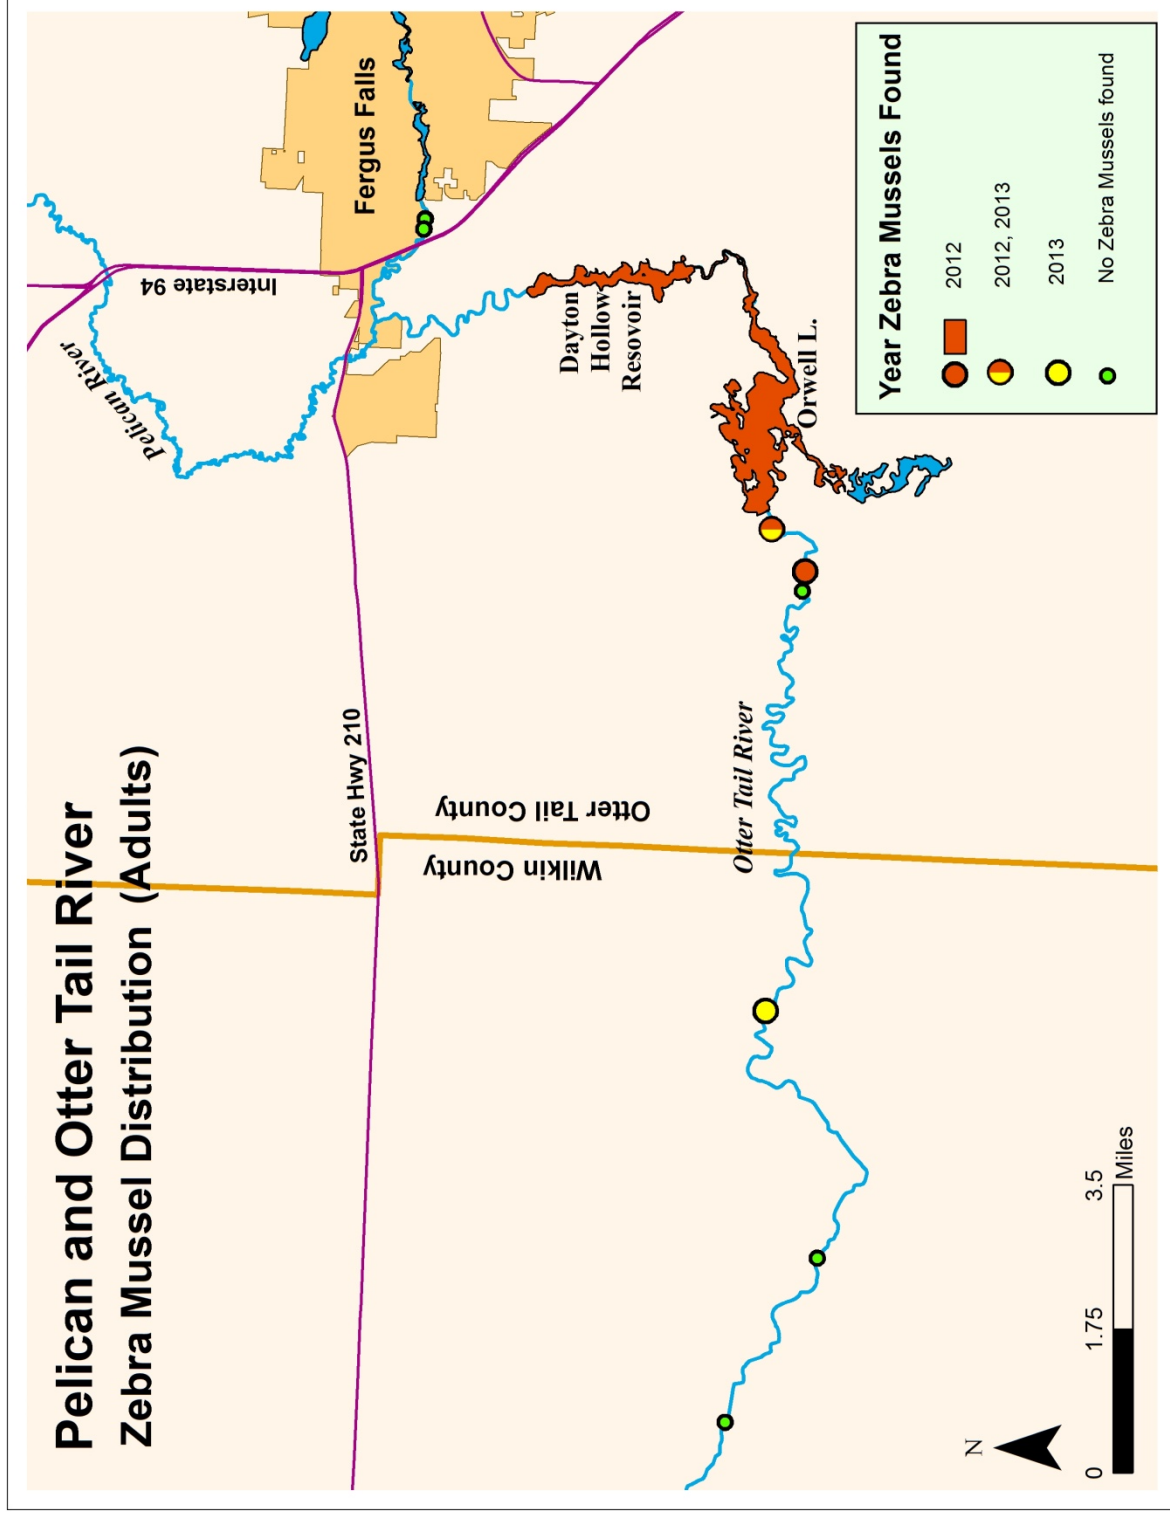 Pelican and Otter Tail River
Zebra Mussel Distribution (Adults)
Pelican River
Interstate 94
Fergus Falls
State Hwy 210
Wilkin County
Otter Tail County
Dayton
Hollow
Resovoir
Otter Tail River
Orwell L.
Year Zebra Mussels Found
2012
2012, 2013
2013
No Zebra Mussels found
N
0 1.75 3.5
Miles